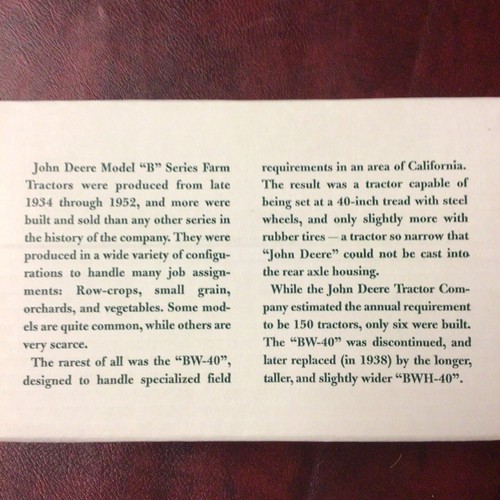 John Deere Model “B” Series Farm
Tractors were produced from late
1934 through 1952, and more were
built and sold than any other series in
the history of the company. They were
produced in a wide variety of configu-
rations to handle many job assign-
ments: Row-crops, small grain,
orchards, and vegetables. Some mod-
els are quite common, while others are
very scarce.
The rarest of all was the “BW-40”,
designed to handle specialized field
requirements in an area of California.
The result was a tractor capable of
being set at a 40-inch tread with steel
wheels, and only slightly more with
rubber tires — a tractor so narrow that
“John Deere” could not be cast into
the rear axle housing.
While the John Deere Tractor Com-
pany estimated the annual requirement
to be 150 tractors, only six were built.
The “BW-40” was discontinued, and
later replaced (in 1938) by the longer,
taller, and slightly wider “BWH-40”.